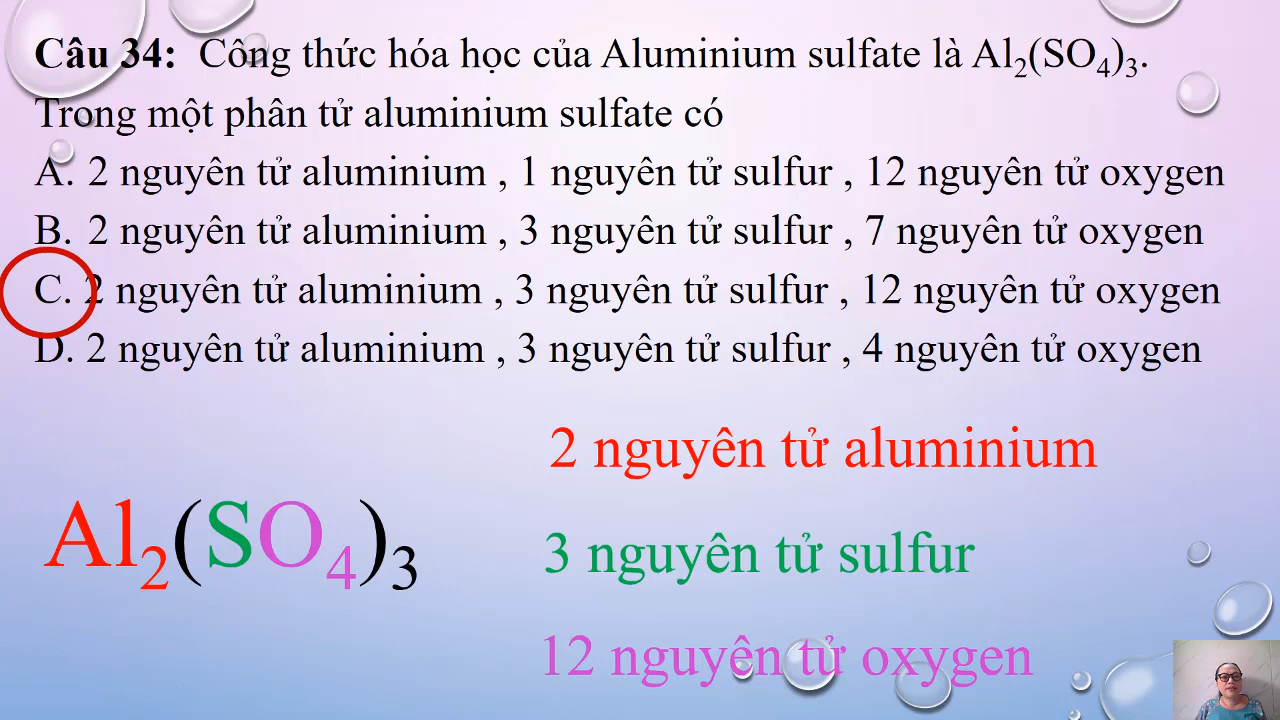 Câu 34: Công thức hóa học của Aluminium sulfate là Al₂(SO₄)₃.
Trong một phân tử aluminium sulfate có
A. 2 nguyên tử aluminium , 1 nguyên tử sulfur , 12 nguyên tử oxygen
B. 2 nguyên tử aluminium , 3 nguyên tử sulfur , 7 nguyên tử oxygen
C. 2 nguyên tử aluminium , 3 nguyên tử sulfur , 12 nguyên tử oxygen
D. 2 nguyên tử aluminium , 3 nguyên tử sulfur , 4 nguyên tử oxygen
2 nguyên tử aluminium
Al₂(SO₄)₃
3 nguyên tử sulfur
12 nguyên tử oxygen